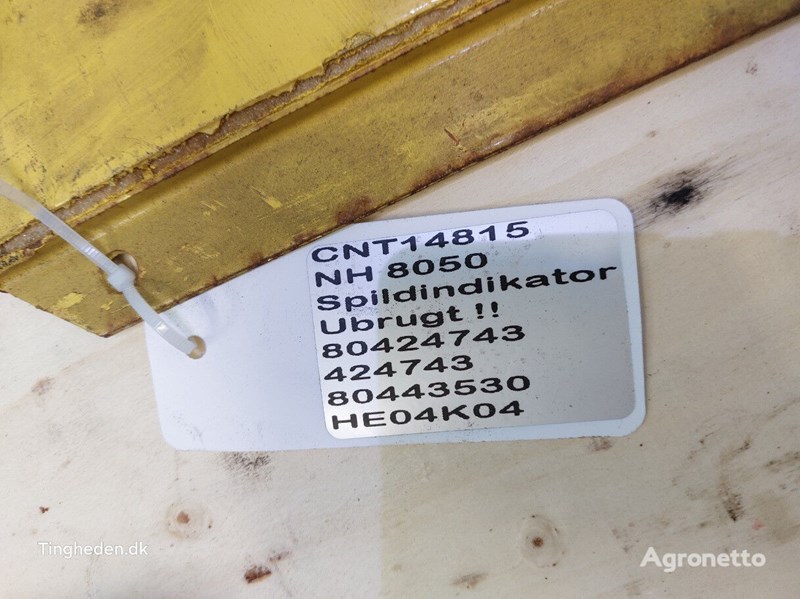 CNT14815
NH 8050
Spildindikator
Ubrugt !!
80424743
424743
80443530
HE04K04
Tingheden.dk
Agronetto